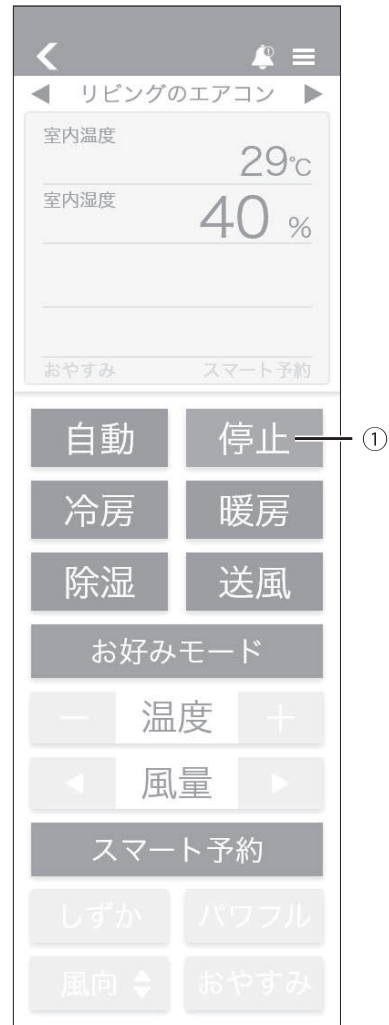 ◀ リビングのエアコン ▶
室内温度
29℃
室内湿度
40 %
おやすみ スマート予約
自動 停止 ①
冷房 暖房
除湿 送風
お好みモード
− 温度 +
◀ 風量 ▶
スマート予約
しずか パワフル
風向 おやすみ